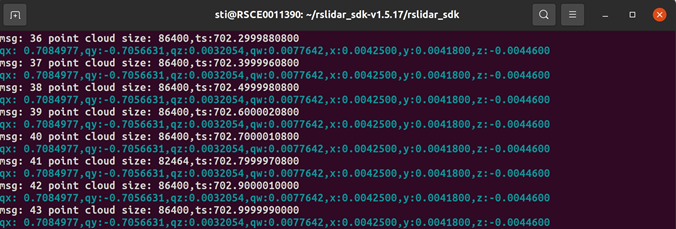 sti@RSCE0011390: ~/rslidar_sdk-v1.5.17/rslidar_sdk
msg: 36 point cloud size: 86400,ts:702.2999880800
qx: 0.7084977,qy:-0.7056631,qz:0.0032054,qw:0.0077642,x:0.0042500,y:0.0041800,z:-0.0044600
msg: 37 point cloud size: 86400,ts:702.3999960800
qx: 0.7084977,qy:-0.7056631,qz:0.0032054,qw:0.0077642,x:0.0042500,y:0.0041800,z:-0.0044600
msg: 38 point cloud size: 86400,ts:702.4999980800
qx: 0.7084977,qy:-0.7056631,qz:0.0032054,qw:0.0077642,x:0.0042500,y:0.0041800,z:-0.0044600
msg: 39 point cloud size: 86400,ts:702.6000020800
qx: 0.7084977,qy:-0.7056631,qz:0.0032054,qw:0.0077642,x:0.0042500,y:0.0041800,z:-0.0044600
msg: 40 point cloud size: 86400,ts:702.7000010800
qx: 0.7084977,qy:-0.7056631,qz:0.0032054,qw:0.0077642,x:0.0042500,y:0.0041800,z:-0.0044600
msg: 41 point cloud size: 82464,ts:702.7999970800
qx: 0.7084977,qy:-0.7056631,qz:0.0032054,qw:0.0077642,x:0.0042500,y:0.0041800,z:-0.0044600
msg: 42 point cloud size: 86400,ts:702.9000010000
qx: 0.7084977,qy:-0.7056631,qz:0.0032054,qw:0.0077642,x:0.0042500,y:0.0041800,z:-0.0044600
msg: 43 point cloud size: 86400,ts:702.9999990000
qx: 0.7084977,qy:-0.7056631,qz:0.0032054,qw:0.0077642,x:0.0042500,y:0.0041800,z:-0.0044600